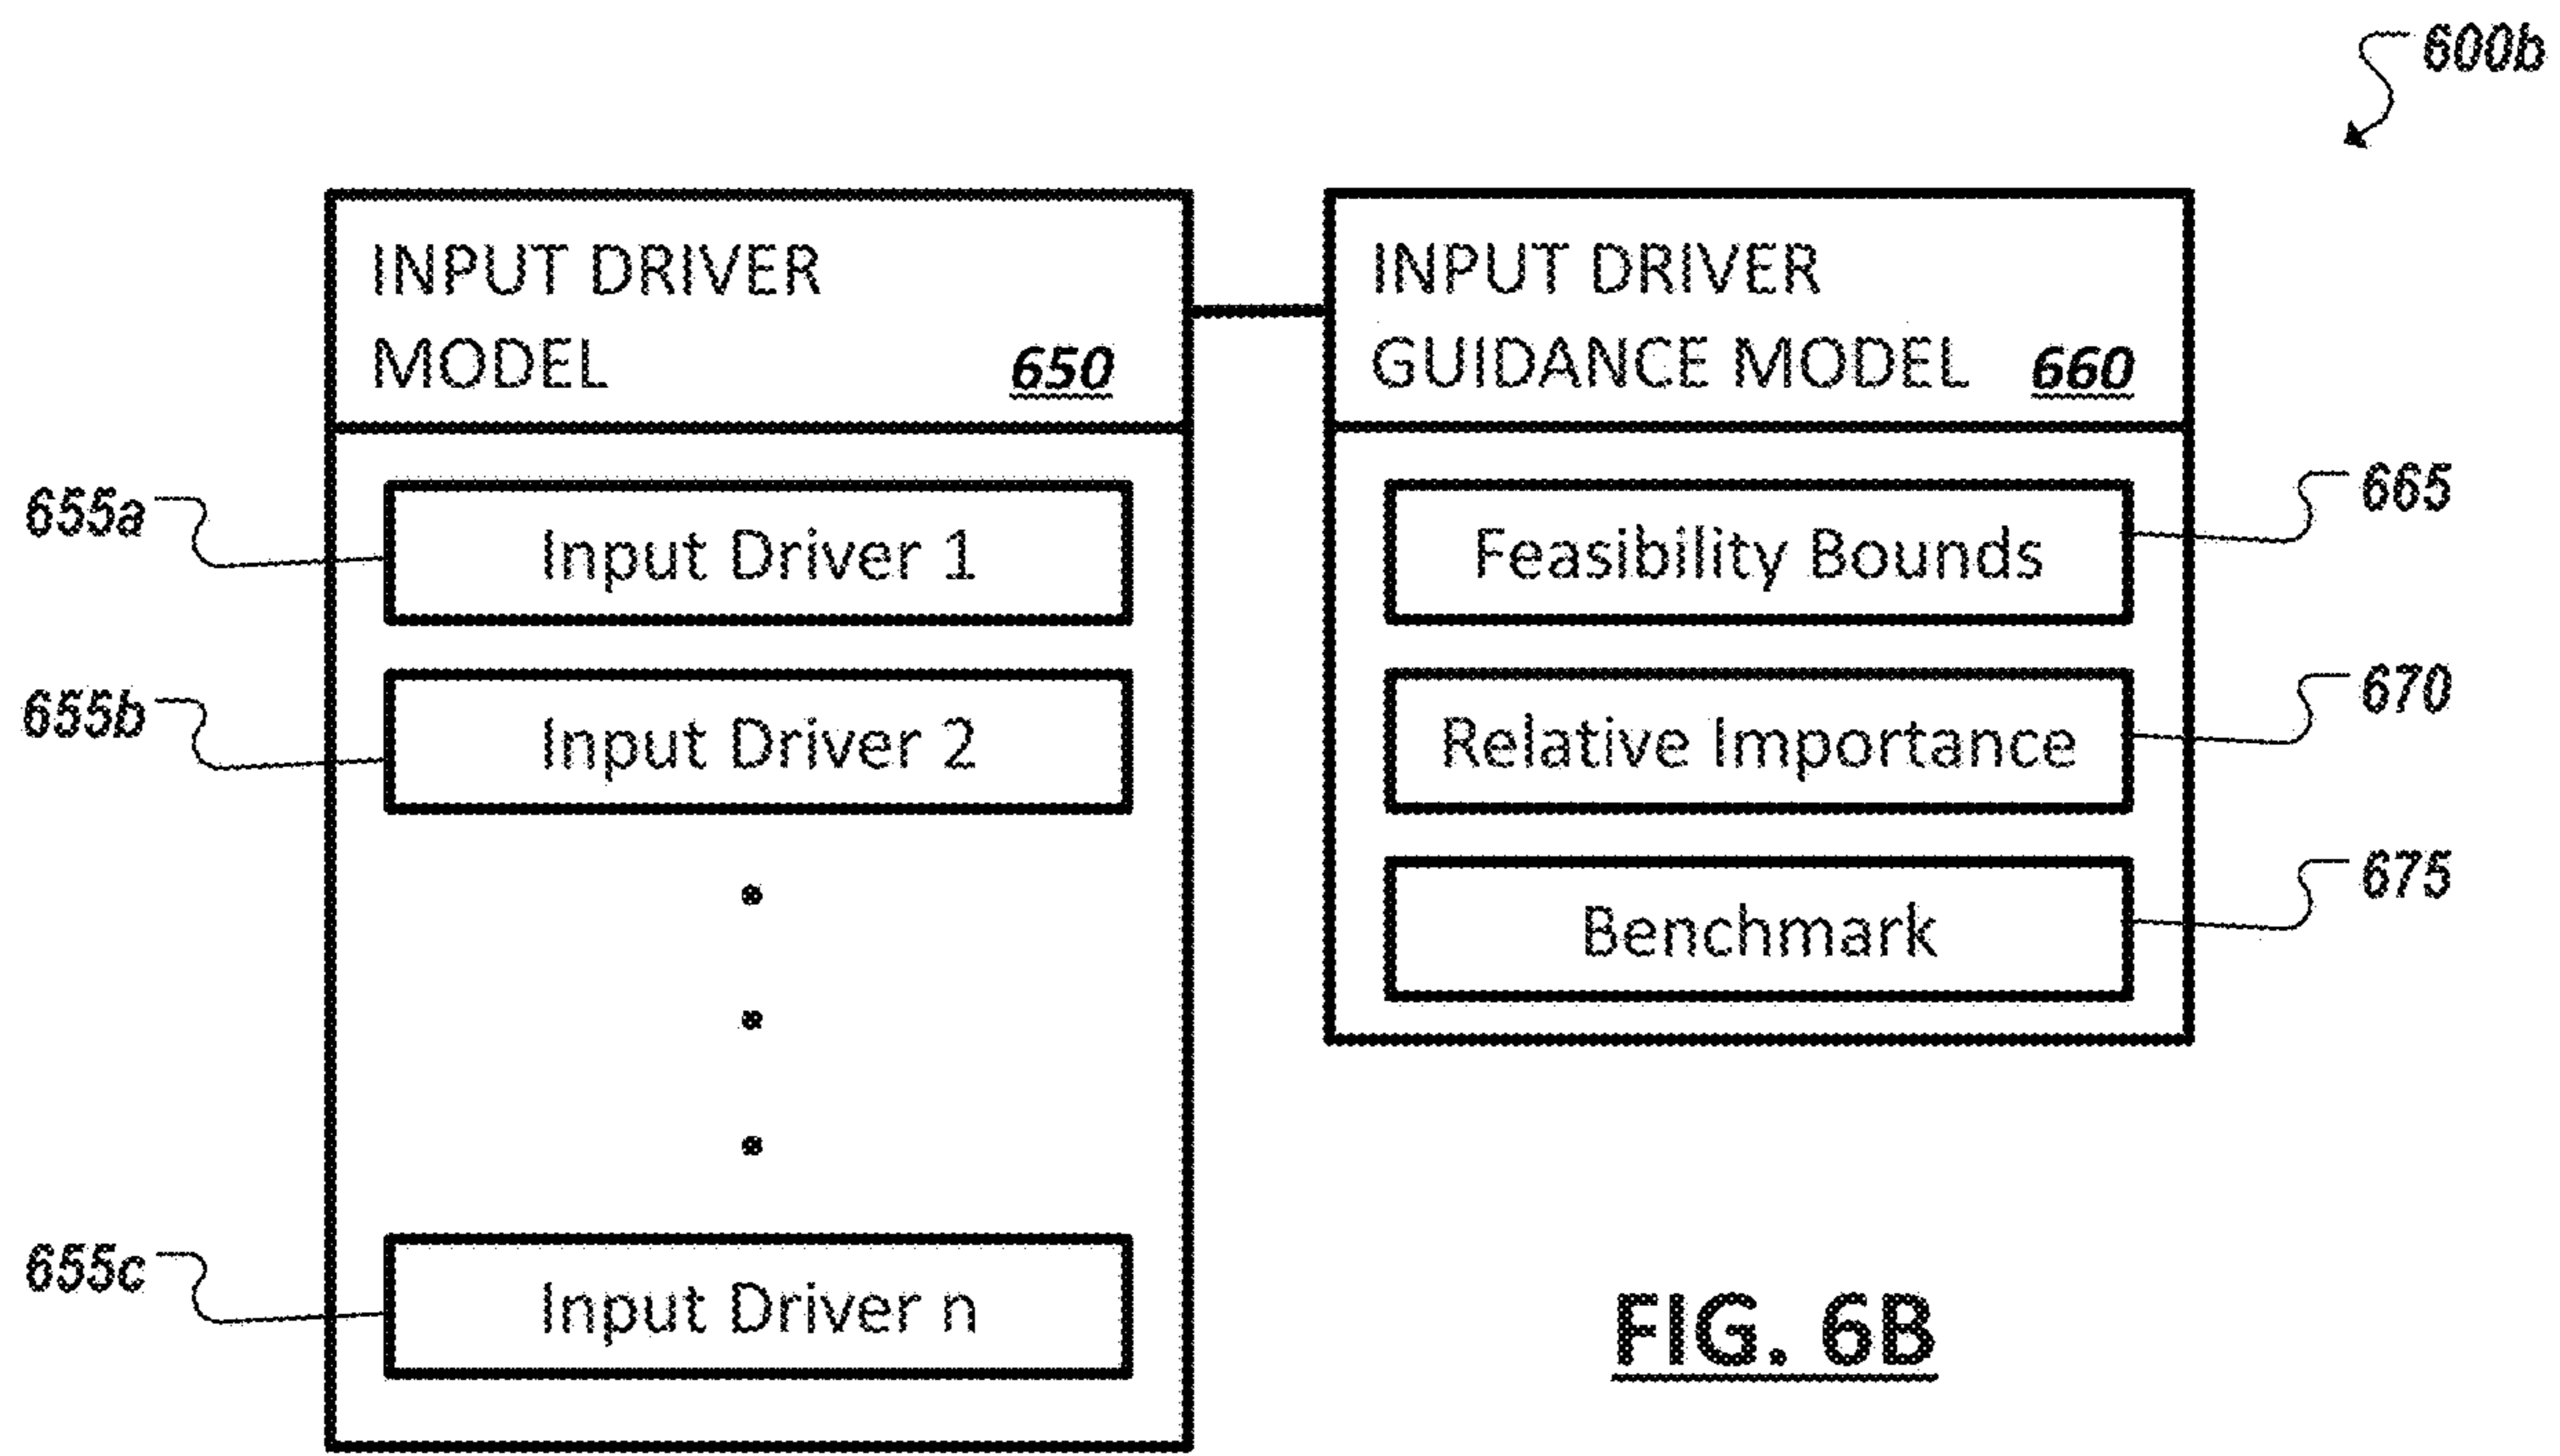 600b
INPUT DRIVER
MODEL 650
INPUT DRIVER
GUIDANCE MODEL 660
655a
Input Driver 1
655b
Input Driver 2
655c
Input Driver n
Feasibility Bounds
665
Relative Importance
670
Benchmark
675
FIG. 6B